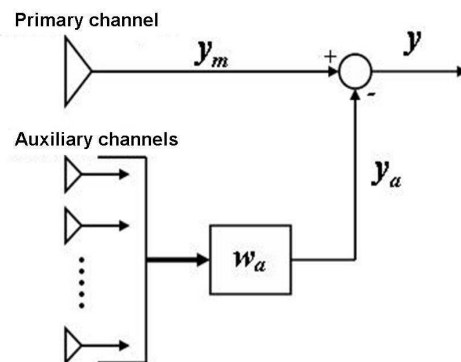 Primary channel
y_m
+
y
-
Auxiliary channels
y_a
w_a